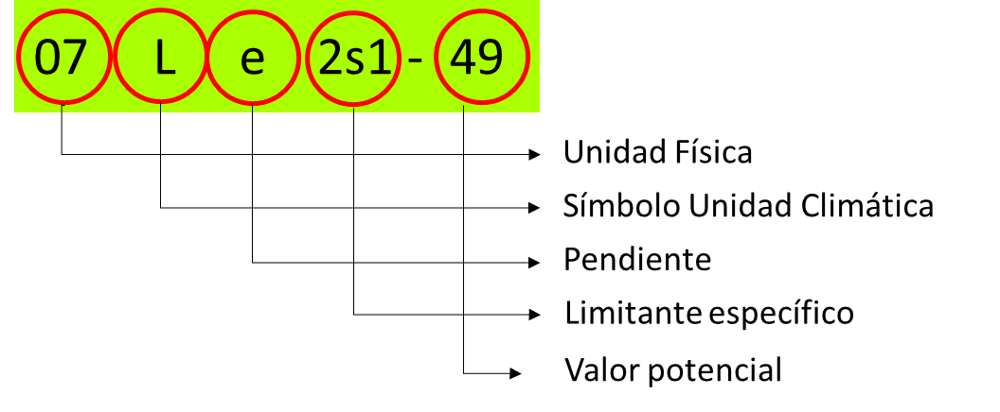 07 L e 2s1 - 49
Unidad Física
Símbolo Unidad Climática
Pendiente
Limitante específico
Valor potencial